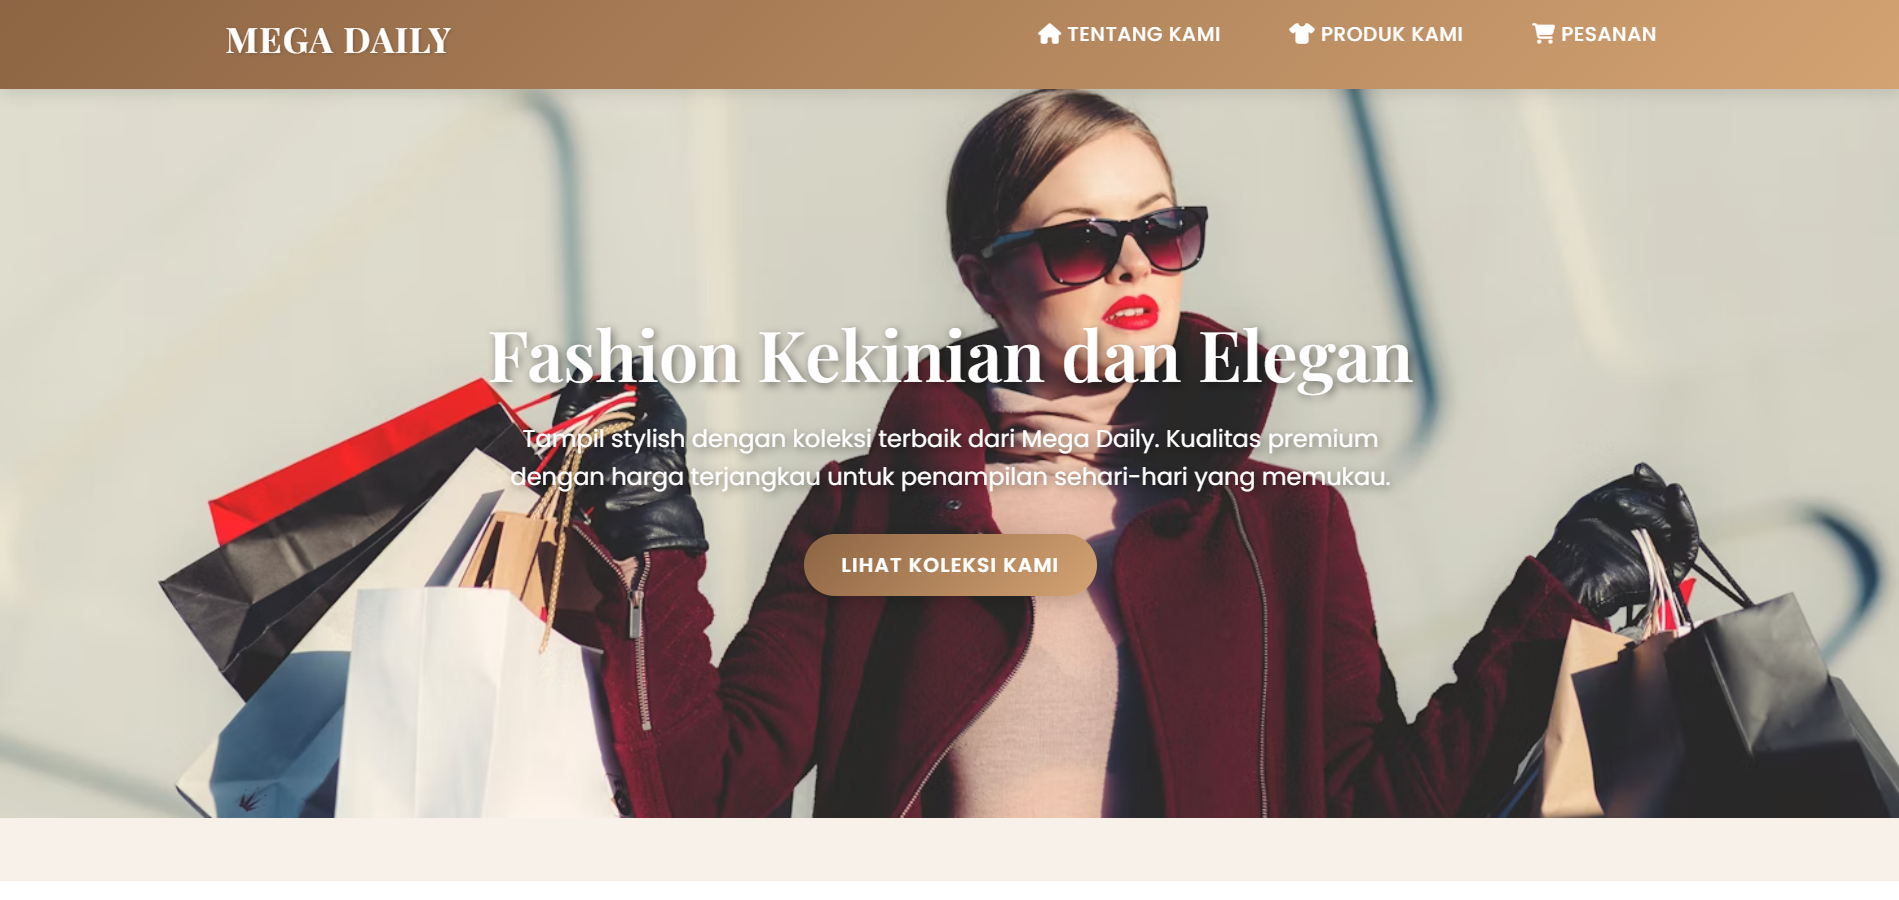 MEGA DAILY
TENTANG KAMI
PRODUK KAMI
PESANAN
Fashion Kekinian dan Elegan
Tampil stylish dengan koleksi terbaik dari Mega Daily. Kualitas premium
dengan harga terjangkau untuk penampilan sehari-hari yang memukau.
LIHAT KOLEKSI KAMI